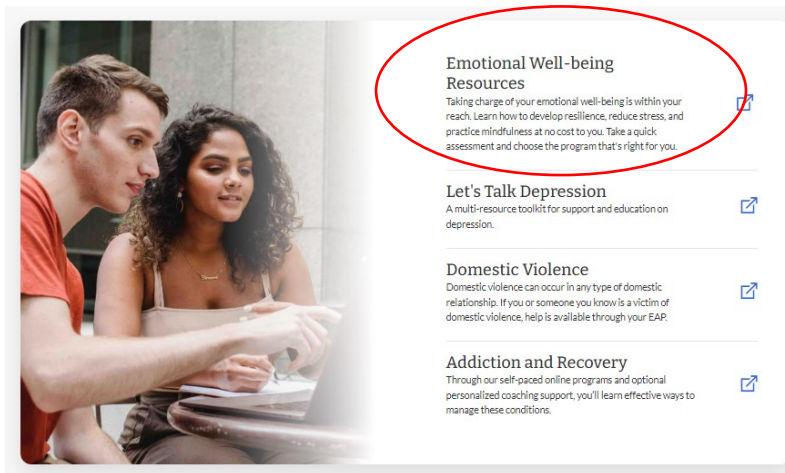 Emotional Well-being
Resources
Taking charge of your emotional well-being is within your
reach. Learn how to develop resilience, reduce stress, and
practice mindfulness at no cost to you. Take a quick
assessment and choose the program that's right for you.
Let's Talk Depression
A multi-resource toolkit for support and education on
depression.
Domestic Violence
Domestic violence can occur in any type of domestic
relationship. If you or someone you know is a victim of
domestic violence, help is available through your EAP.
Addiction and Recovery
Through our self-paced online programs and optional
personalized coaching support, you'll learn effective ways to
manage these conditions.